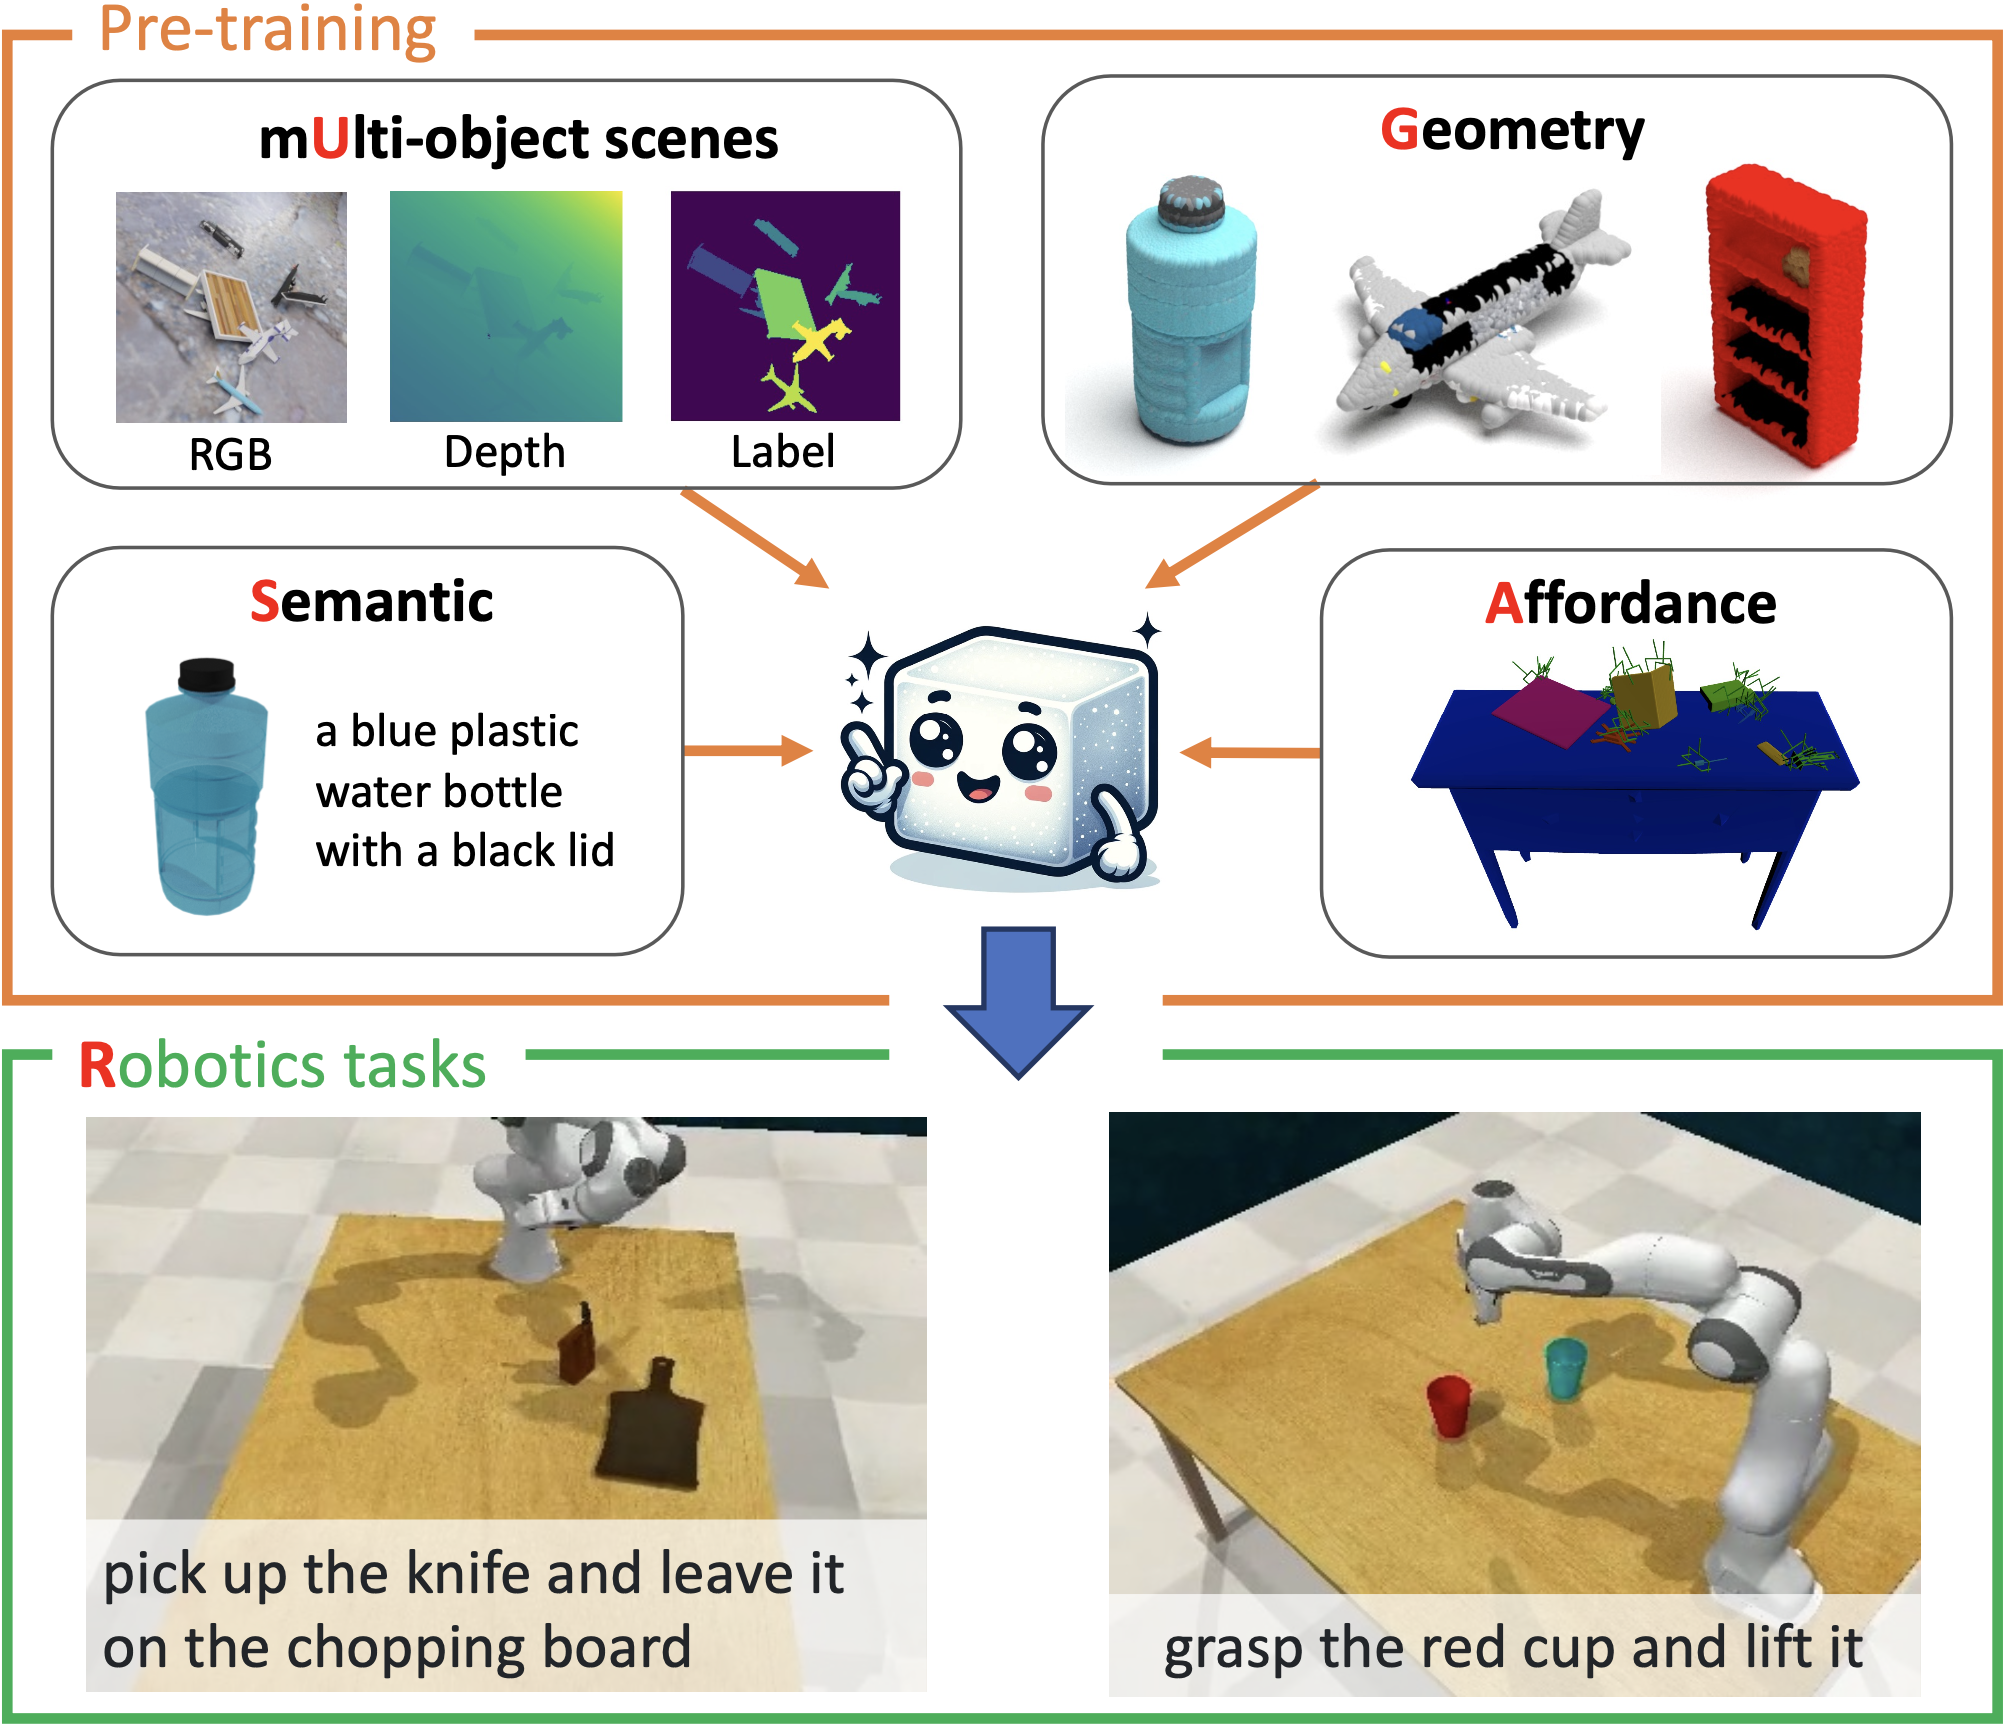 Pre-training
mUlti-object scenes
RGB
Depth
Label
Geometry
Semantic
a blue plastic
water bottle
with a black lid
Affordance
Robotics tasks
pick up the knife and leave it
on the chopping board
grasp the red cup and lift it